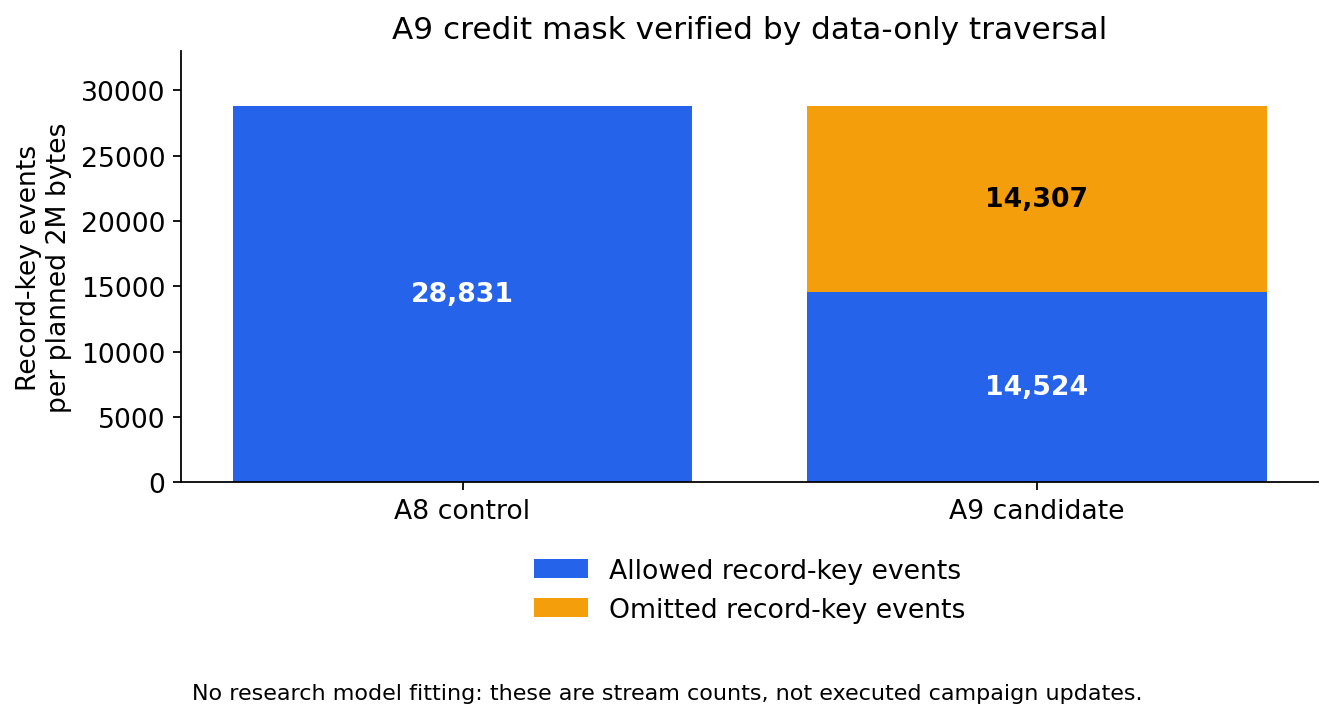 A9 credit mask verified by data-only traversal
Record-key events
per planned 2M bytes
30000
25000
20000
15000
10000
5000
0
28,831
14,307
14,524
A8 control
A9 candidate
Allowed record-key events
Omitted record-key events
No research model fitting: these are stream counts, not executed campaign updates.